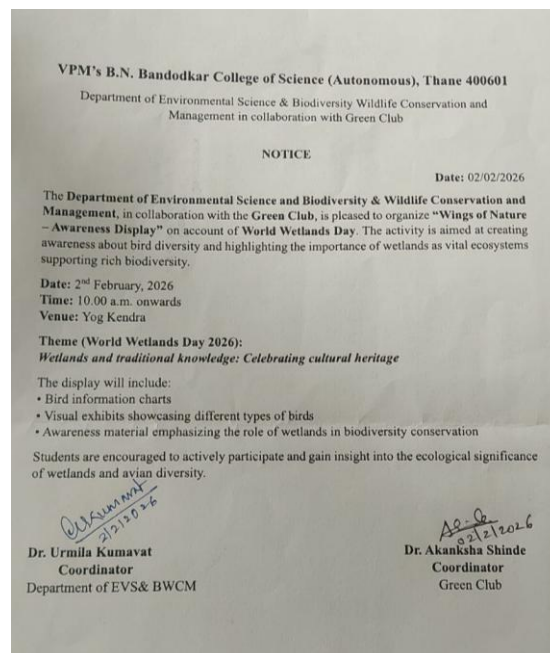 VPM's B.N. Bandodkar College of Science (Autonomous), Thane 400601
Department of Environmental Science & Biodiversity Wildlife Conservation and
Management in collaboration with Green Club
NOTICE
Date: 02/02/2026
The Department of Environmental Science and Biodiversity & Wildlife Conservation and
Management, in collaboration with the Green Club, is pleased to organize "Wings of Nature
– Awareness Display" on account of World Wetlands Day. The activity is aimed at creating
awareness about bird diversity and highlighting the importance of wetlands as vital ecosystems
supporting rich biodiversity.
Date: 2nd February, 2026
Time: 10.00 a.m. onwards
Venue: Yog Kendra
Theme (World Wetlands Day 2026):
Wetlands and traditional knowledge: Celebrating cultural heritage
The display will include:
• Bird information charts
• Visual exhibits showcasing different types of birds
• Awareness material emphasizing the role of wetlands in biodiversity conservation
Students are encouraged to actively participate and gain insight into the ecological significance
of wetlands and avian diversity.
2/2/2026
02/2/2026
Dr. Urmila Kumavat
Coordinator
Department of EVS& BWCM
Dr. Akanksha Shinde
Coordinator
Green Club